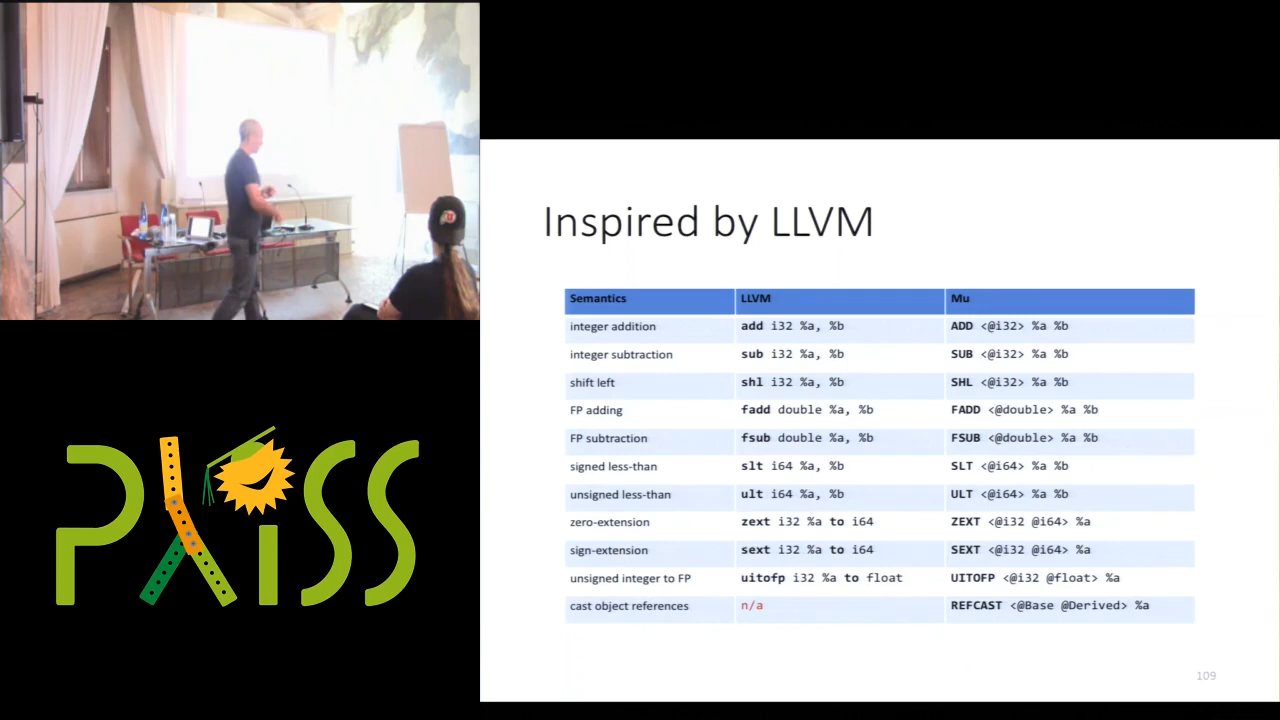 PLISS
Inspired by LLVM
Semantics LLVM Mu
integer addition add i32 %a, %b ADD <@i32> %a %b
integer subtraction sub i32 %a, %b SUB <@i32> %a %b
shift left shl i32 %a, %b SHL <@i32> %a %b
FP adding fadd double %a, %b FADD <@double> %a %b
FP subtraction fsub double %a, %b FSUB <@double> %a %b
signed less-than slt i64 %a, %b SLT <@i64> %a %b
unsigned less-than ult i64 %a, %b ULT <@i64> %a %b
zero-extension zext i32 %a to i64 ZEXT <@i32 @i64> %a
sign-extension sext i32 %a to i64 SEXT <@i32 @i64> %a
unsigned integer to FP uitofp i32 %a to float UITOFP <@i32 @float> %a
cast object references n/a REFCAST <@Base @Derived> %a
109